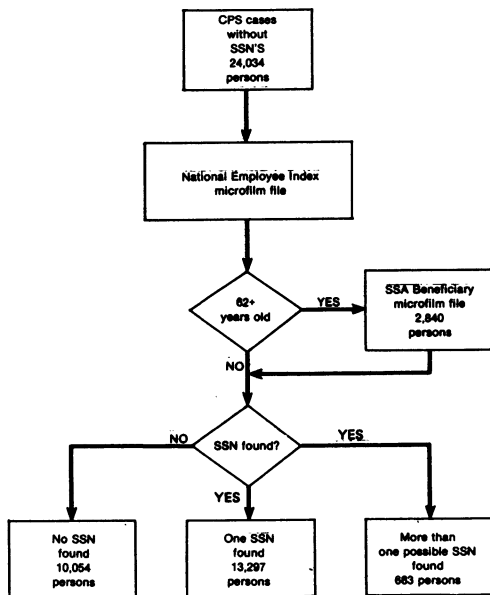 CPS cases
without
SSN'S
24,034
persons
National Employee Index
microfilm file
62+
years old
YES
SSA Beneficiary
microfilm file
2,840
persons
NO
SSN found?
NO
YES
YES
No SSN
found
10,054
persons
One SSN
found
13,297
persons
More than
one possible SSN
found
683 persons